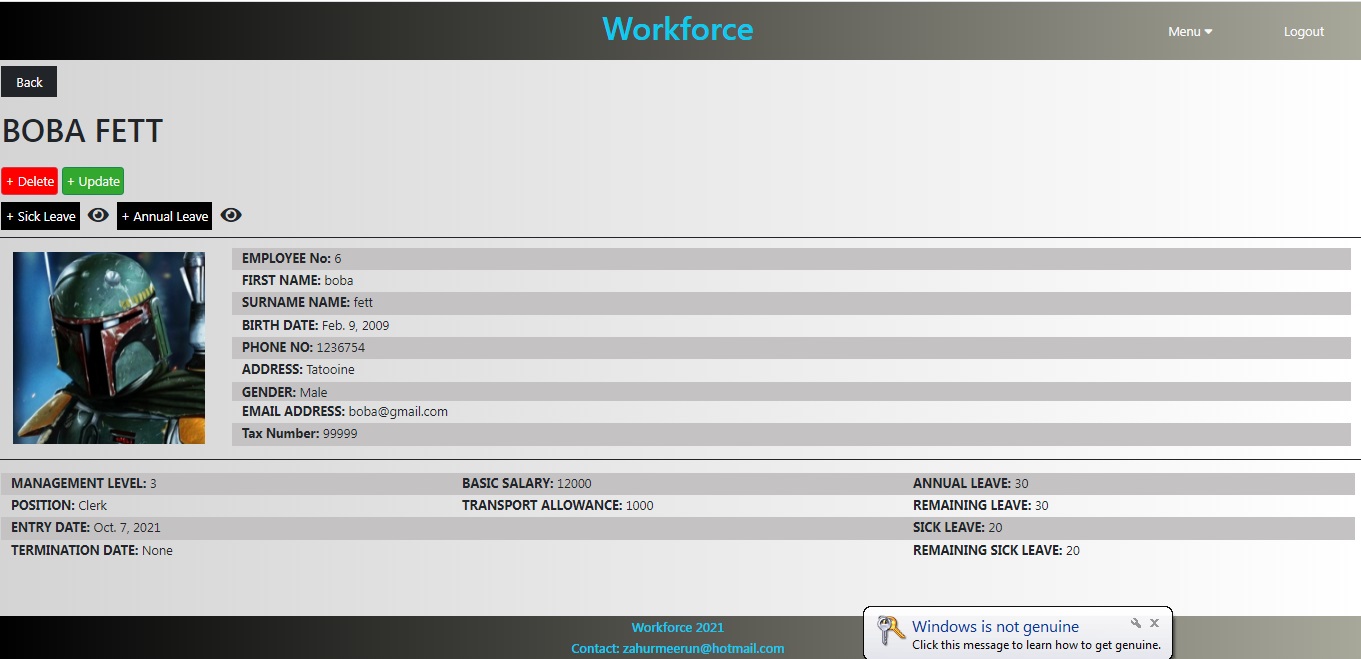 Workforce
Menu
Logout
Back
BOBA FETT
+ Delete + Update
+ Sick Leave + Annual Leave
EMPLOYEE No: 6
FIRST NAME: boba
SURNAME NAME: fett
BIRTH DATE: Feb. 9, 2009
PHONE NO: 1236754
ADDRESS: Tatooine
GENDER: Male
EMAIL ADDRESS: boba@gmail.com
Tax Number: 99999
MANAGEMENT LEVEL: 3 BASIC SALARY: 12000 ANNUAL LEAVE: 30
POSITION: Clerk TRANSPORT ALLOWANCE: 1000 REMAINING LEAVE: 30
ENTRY DATE: Oct. 7, 2021 SICK LEAVE: 20
TERMINATION DATE: None REMAINING SICK LEAVE: 20
Workforce 2021
Contact: zahurmeerun@hotmail.com
Windows is not genuine
Click this message to learn how to get genuine.